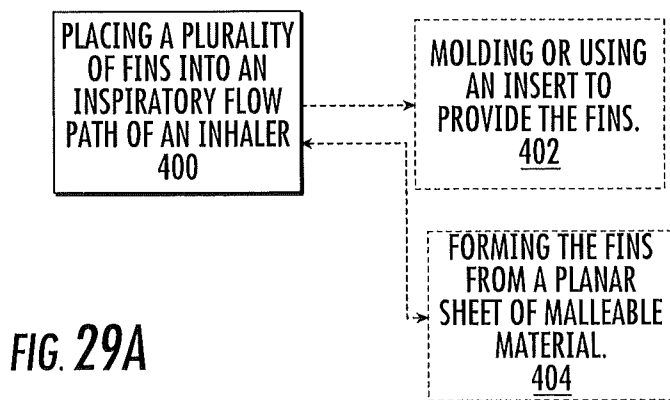 PLACING A PLURALITY
OF FINS INTO AN
INSPIRATORY FLOW
PATH OF AN INHALER
400
MOLDING OR USING
AN INSERT TO
PROVIDE THE FINS.
402
FORMING THE FINS
FROM A PLANAR
SHEET OF MALLEABLE
MATERIAL.
404
FIG. 29A